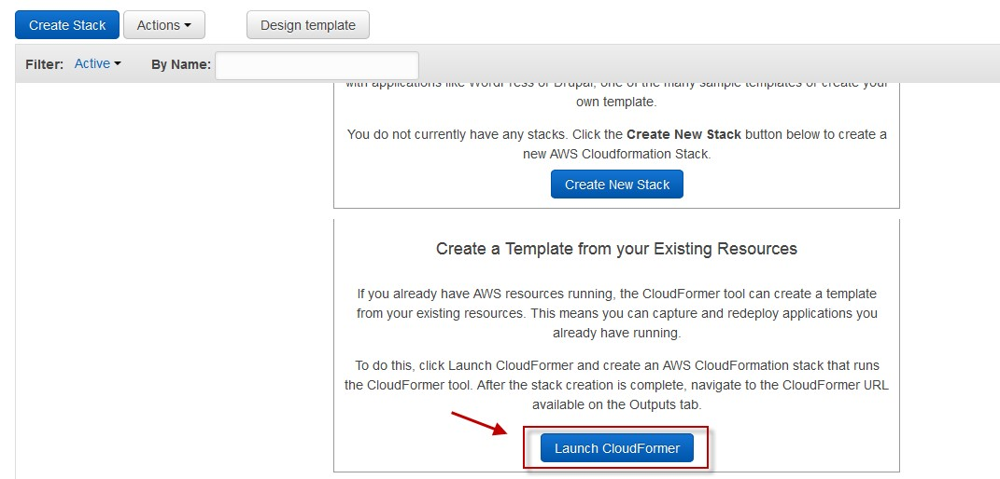 Create Stack Actions Design template
Filter: Active By Name:
with applications like WordPress or Drupal, one of the many sample templates or create your
own template.
You do not currently have any stacks. Click the Create New Stack button below to create a
new AWS Cloudformation Stack.
Create New Stack
Create a Template from your Existing Resources
If you already have AWS resources running, the CloudFormer tool can create a template
from your existing resources. This means you can capture and redeploy applications you
already have running.
To do this, click Launch CloudFormer and create an AWS CloudFormation stack that runs
the CloudFormer tool. After the stack creation is complete, navigate to the CloudFormer URL
available on the Outputs tab.
Launch CloudFormer